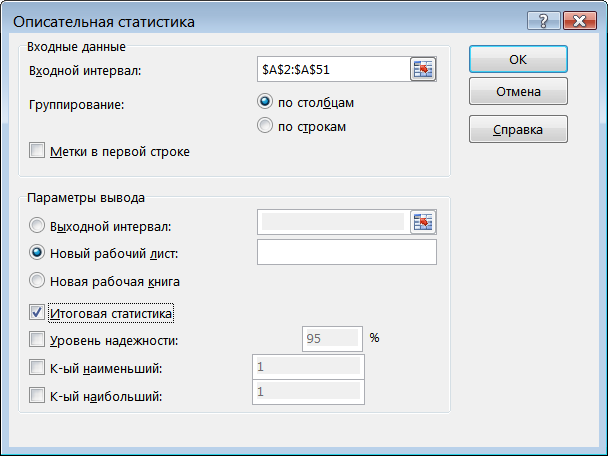 Описательная статистика
Входные данные
Входной интервал: $A$2:$A$51
Группирование: по столбцам
по строкам
Метки в первой строке
OK
Отмена
Справка
Параметры вывода
Выходной интервал:
Новый рабочий лист:
Новая рабочая книга
Итоговая статистика
Уровень надежности: 95 %
К-ый наименьший: 1
К-ый наибольший: 1